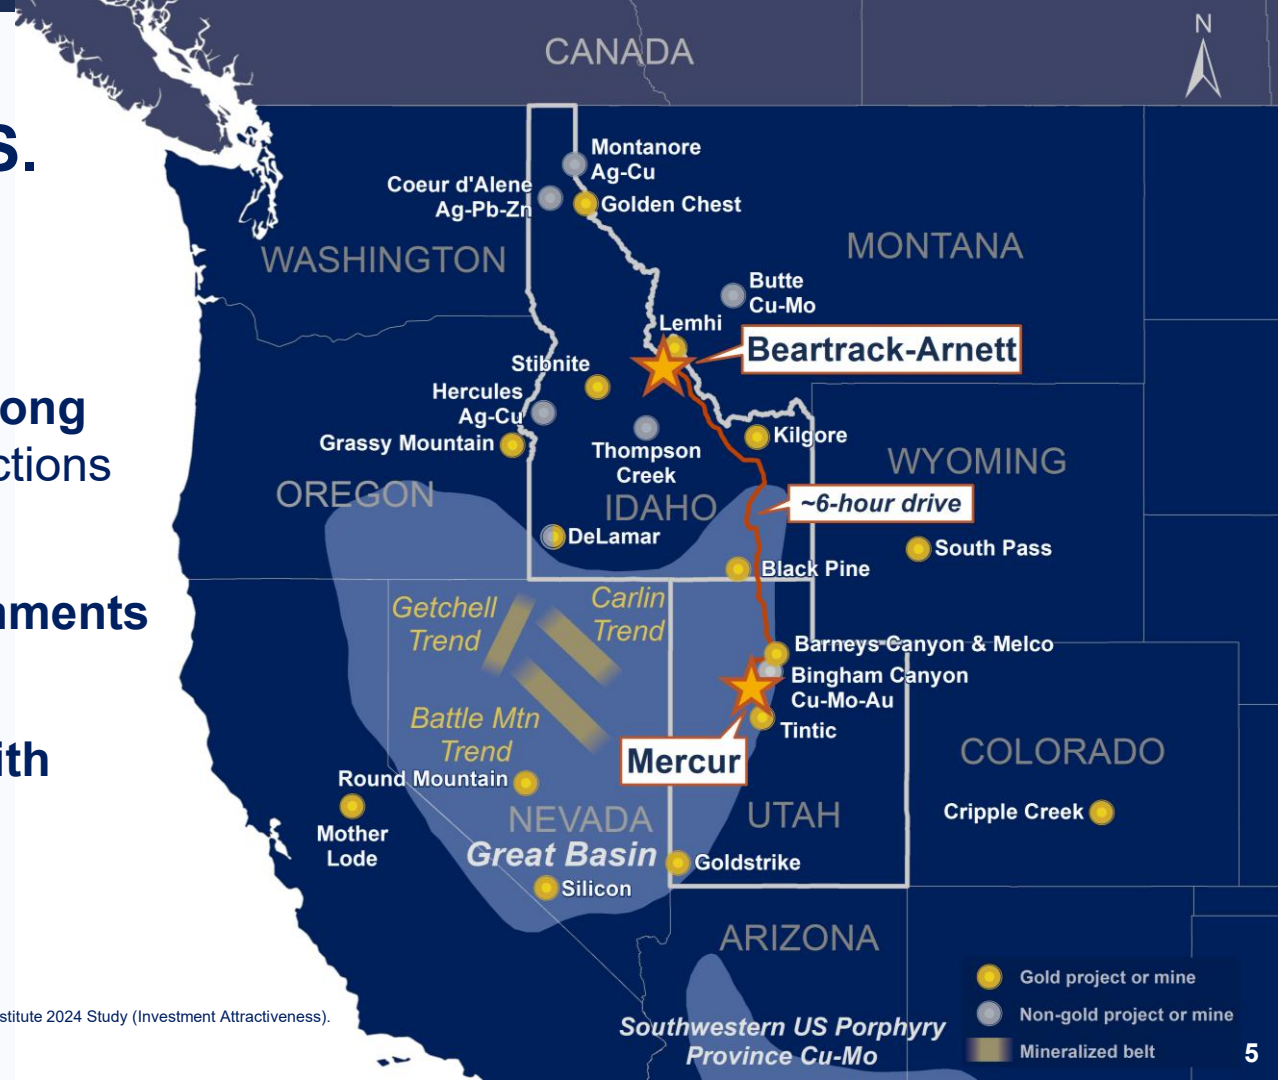 S.
ong
ctions
nments
ith
stitute 2024 Study (Investment Attractiveness).
CANADA
N
Montanore
Ag-Cu
Coeur d'Alene
Ag-Pb-Zn
Golden Chest
WASHINGTON
MONTANA
Butte
Cu-Mo
Lemhi
Beartrack-Arnett
Stibnite
Hercules
Ag-Cu
Grassy Mountain
Thompson
Creek
Kilgore
WYOMING
OREGON
IDAHO
~6-hour drive
DeLamar
South Pass
Black Pine
Getchell
Trend
Carlin
Trend
Barneys Canyon & Melco
Bingham Canyon
Cu-Mo-Au
Battle Mtn
Trend
Tintic
Mercur
COLORADO
Round Mountain
Mother
Lode
NEVADA
UTAH
Cripple Creek
Great Basin
Goldstrike
Silicon
ARIZONA
Southwestern US Porphyry
Province Cu-Mo
Gold project or mine
Non-gold project or mine
Mineralized belt
5